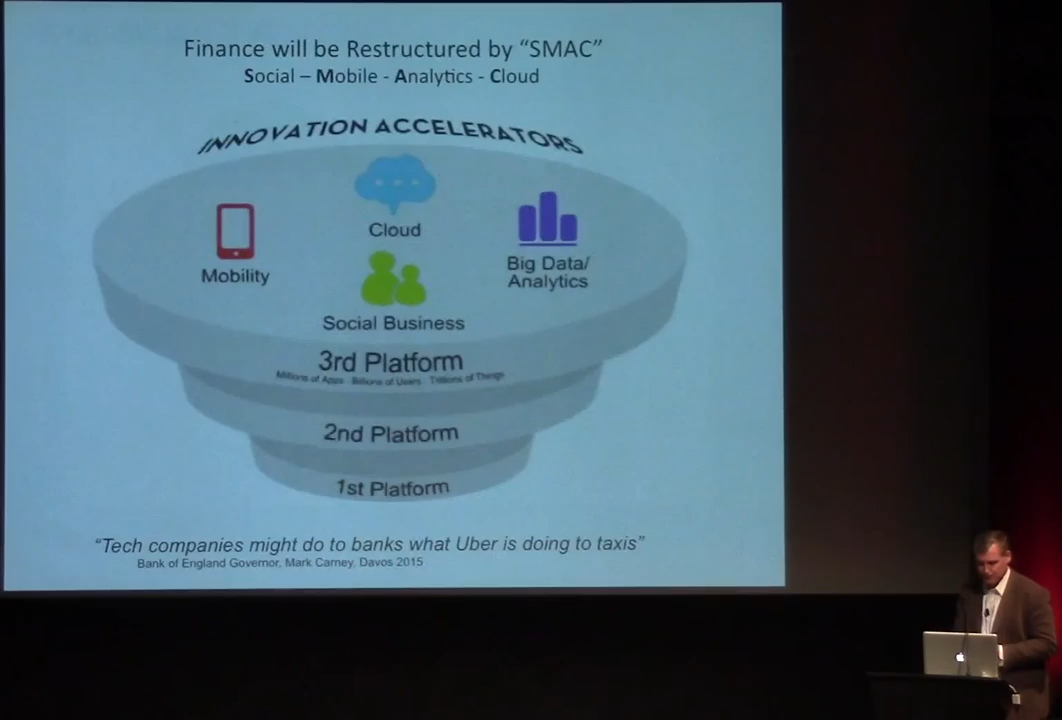 Finance will be Restructured by “SMAC”
Social – Mobile - Analytics - Cloud
INNOVATION ACCELERATORS
Cloud
Mobility
Big Data/
Analytics
Social Business
3rd Platform
Millions of Apps Billions of Users Trillions of Things
2nd Platform
1st Platform
“Tech companies might do to banks what Uber is doing to taxis”
Bank of England Governor, Mark Carney, Davos 2015